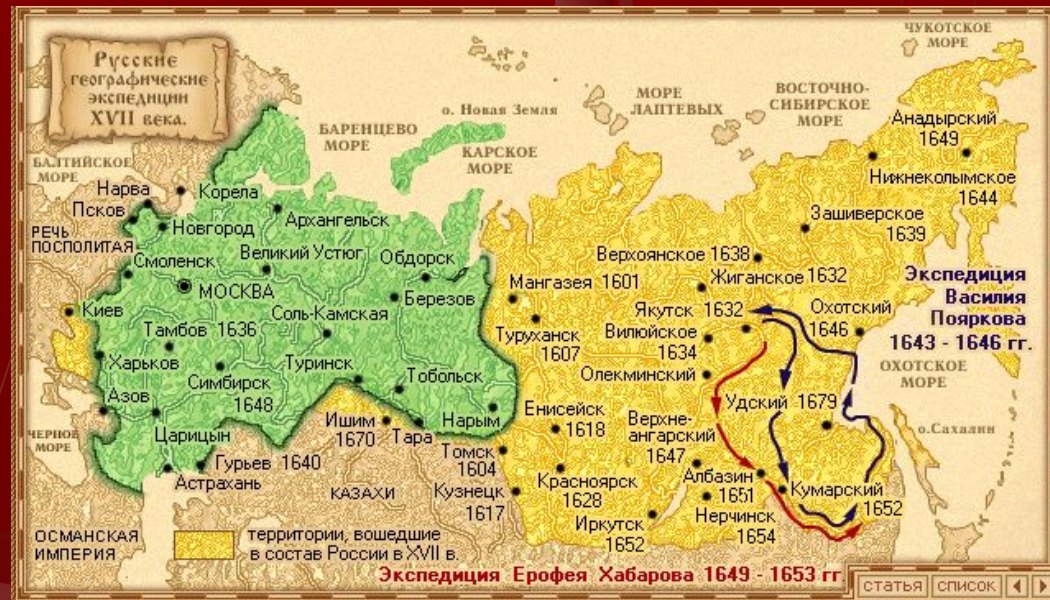 Русские
географические
экспедиции
XVII века.
ЧУКОТСКОЕ
МОРЕ
МОРЕ
ЛАПТЕВЫХ
ВОСТОЧНО-
СИБИРСКОЕ
МОРЕ
о. Новая Земля
БАРЕНЦЕВО
МОРЕ
КАРСКОЕ
МОРЕ
Анадырский
1649
БАЛТИЙСКОЕ
МОРЕ
Нижнеколымское
1644
Нарва
Корела
Псков
Архангельск
Новгород
Зашиверское
1639
РЕЧЬ
ПОСПОЛИТАЯ
Смоленск
Великий Устюг
Обдорск
Верхоянское 1638
Жиганское 1632
Мангазея 1601
МОСКВА
Березов
Экспедиция
Василия
Пояркова
1643 - 1646 гг.
Киев
Соль-Камская
Якутск 1632
Охотский
1646
Тамбов 1636
Туруханск
1607
Вилюйское
1634
Харьков
Туринск
Тобольск
Олекминский
ОХОТСКОЕ
МОРЕ
Симбирск
1648
Азов
Нарым
Удский 1679
Енисейск
1618
Верхне-
ангарский
1647
о.Сахалин
Ишим
1670
Тара
ЧЕРНОЕ
МОРЕ
Царицын
Томск
1604
Гурьев 1640
Астрахань
КАЗАХИ
Кузнецк
1617
Красноярск
1628
Албазин
1651
Кумарский
1652
Нерчинск
1654
Иркутск
1652
ОСМАНСКАЯ
ИМПЕРИЯ
территории, вошедшие
в состав России в XVII в.
Экспедиция Ерофея Хабарова 1649 - 1653 гг.
статья
список